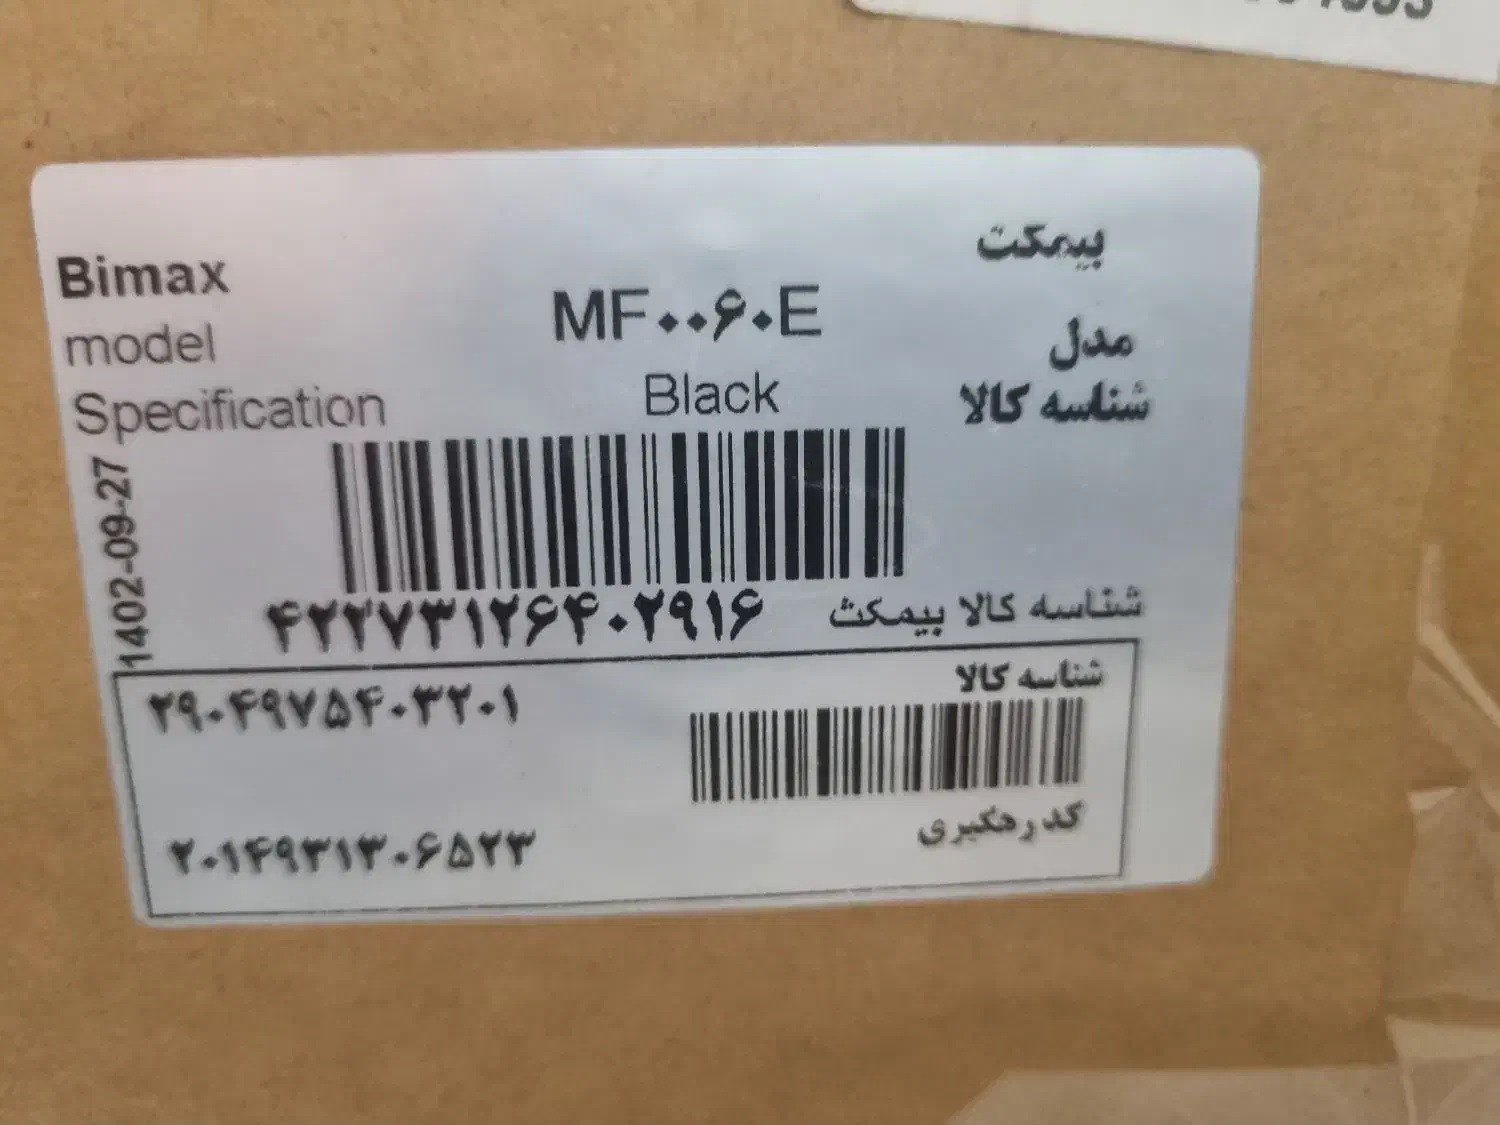 Bimax
بیمکت
model
MF۰۰۶۰E
مدل
Specification
Black
شناسه کالا
1402-09-27
شناسه کالا بیمکث
۴۲۲۷۳۱۲۶۴۰۲۹۱۶
شناسه کالا
۲۹۰۴۹۷۵۴۰۳۲۰۱
کد رهگیری
۲۰۱۴۹۳۱۳۰۶۵۲۳